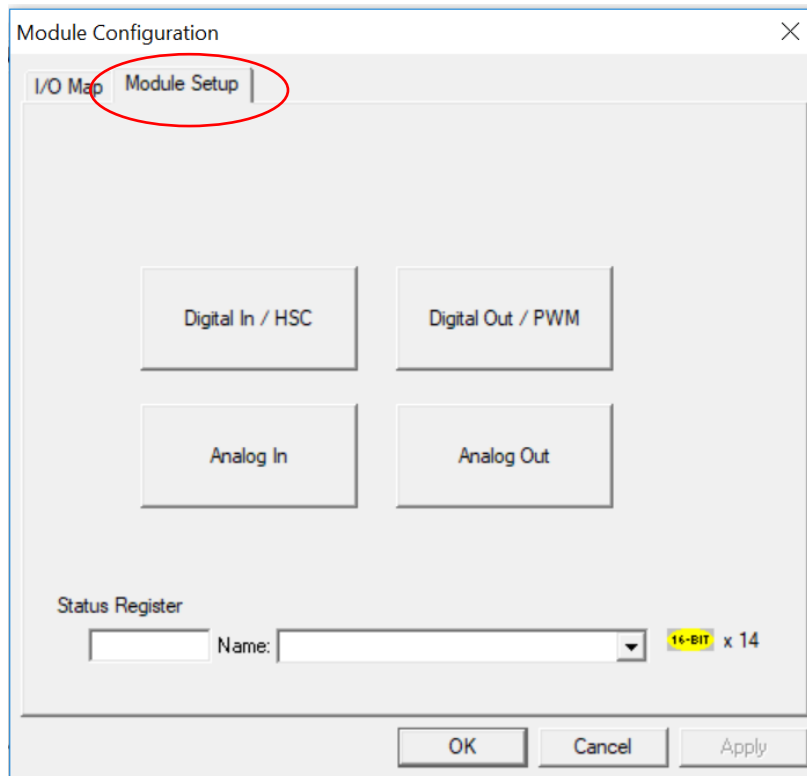 Module Configuration
I/O Map Module Setup
Digital In / HSC Digital Out / PWM
Analog In Analog Out
Status Register
Name: 16-BIT x 14
OK Cancel Apply